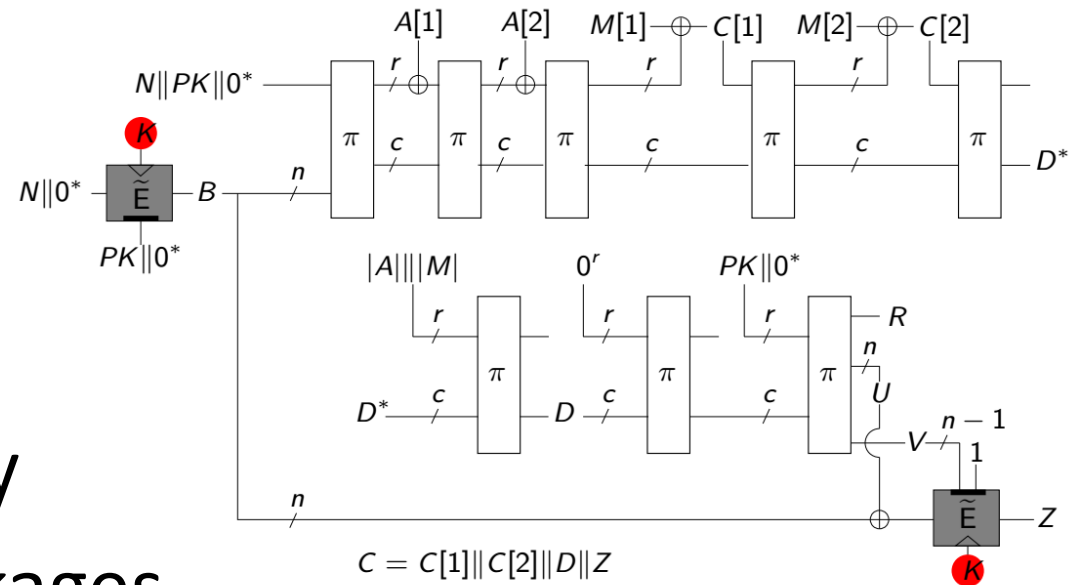 A[1] A[2] M[1] C[1] M[2] C[2]
r r r r
N∥PK∥0*
π π π π π
K
c c c c
D*
n
N∥0* Ẽ B
PK∥0*
|A|∥|M| 0^r PK∥0*
r r r R
n
π π π
U
D* c D c c
n − 1
V
1
n
Ẽ Z
C = C[1]∥C[2]∥D∥Z
K